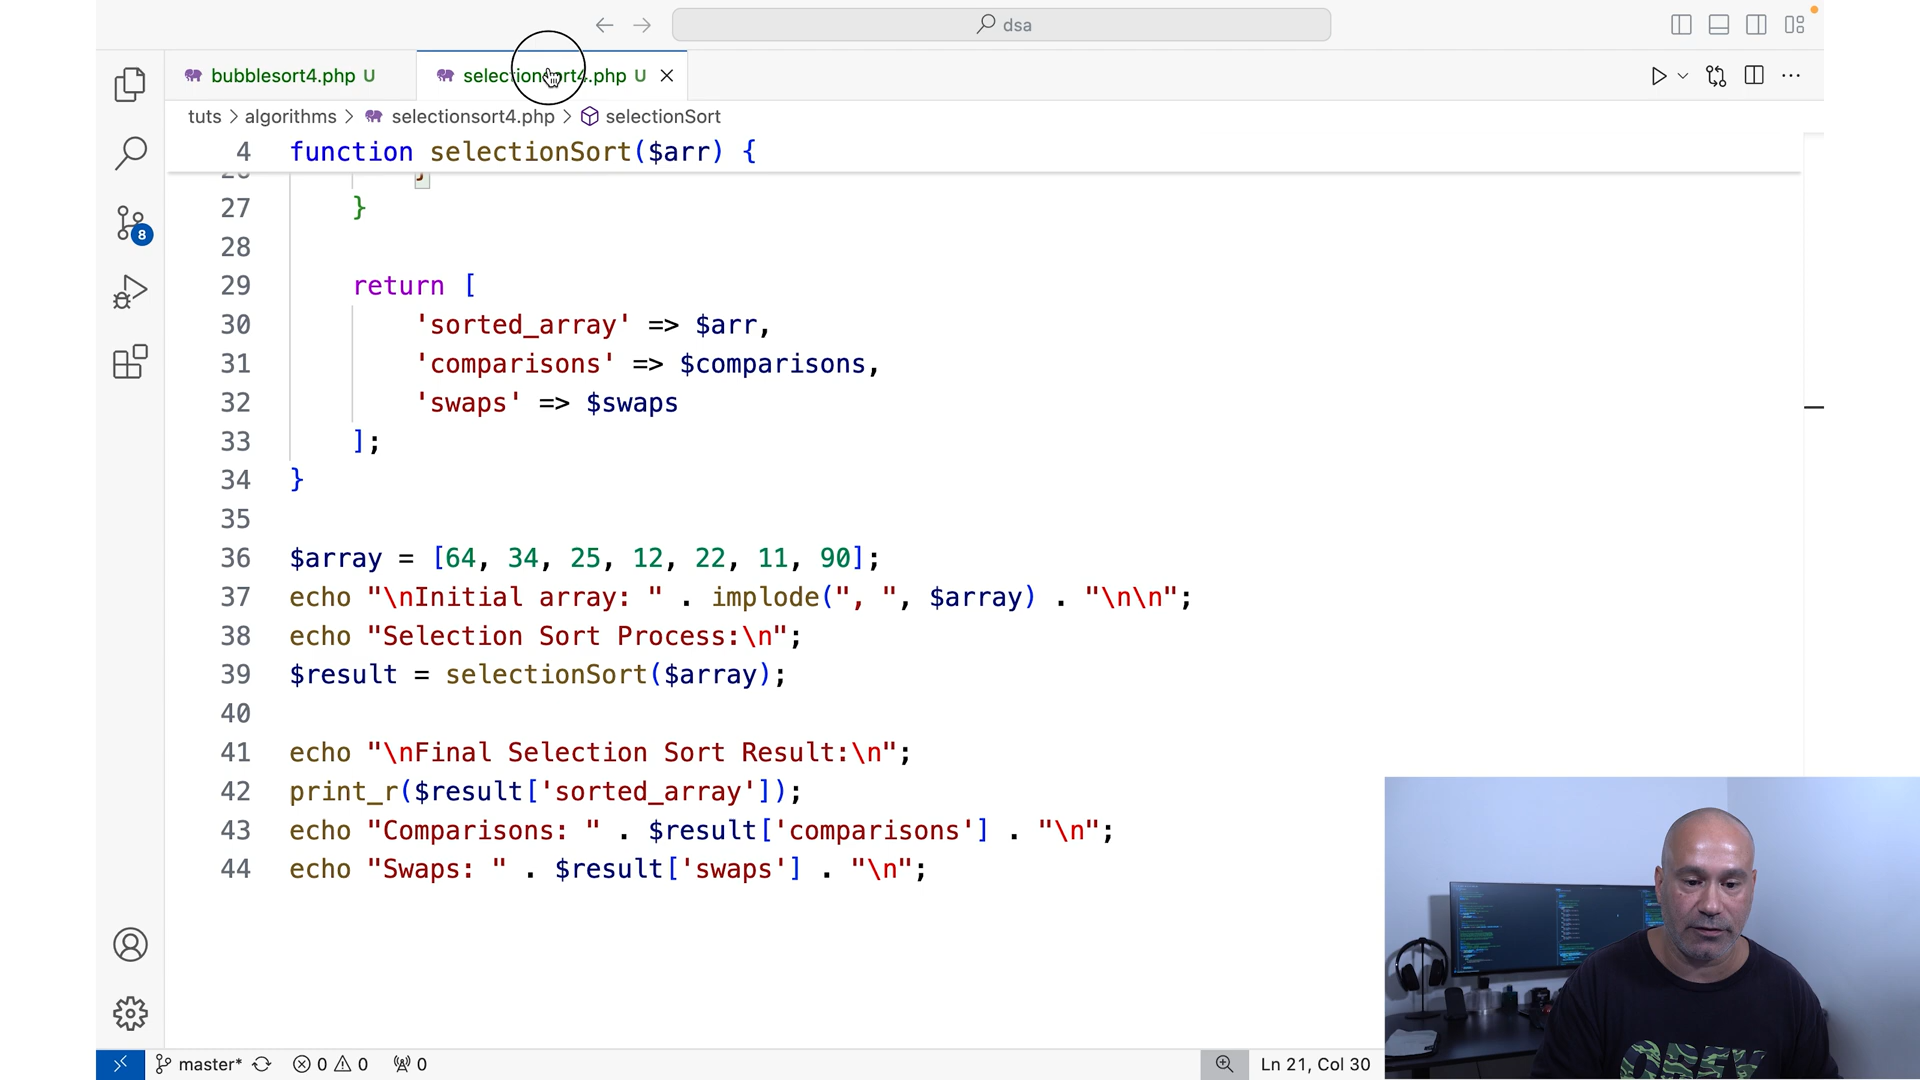 dsa
bubblesort4.php U
selectionsort4.php U
tuts > algorithms > selectionsort4.php > selectionSort
4 function selectionSort($arr) {
26 }
27 }
28
29 return [
30 'sorted_array' => $arr,
31 'comparisons' => $comparisons,
32 'swaps' => $swaps
33 ];
34 }
35
36 $array = [64, 34, 25, 12, 22, 11, 90];
37 echo "\nInitial array: " . implode(", ", $array) . "\n\n";
38 echo "Selection Sort Process:\n";
39 $result = selectionSort($array);
40
41 echo "\nFinal Selection Sort Result:\n";
42 print_r($result['sorted_array']);
43 echo "Comparisons: " . $result['comparisons'] . "\n";
44 echo "Swaps: " . $result['swaps'] . "\n";
8
master* 0 0 0
Ln 21, Col 30
OBEY